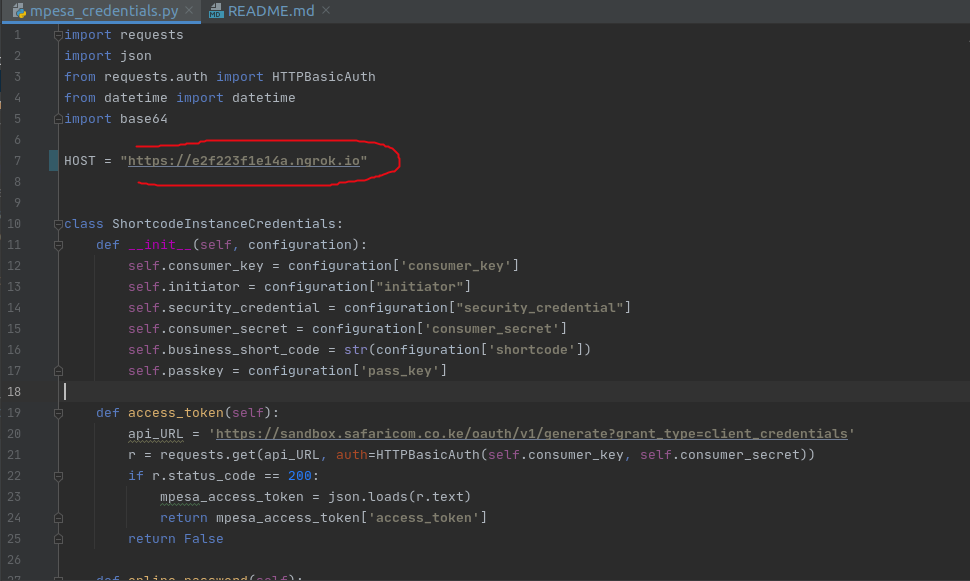 mpesa_credentials.py × README.md ×
1 import requests
2 import json
3 from requests.auth import HTTPBasicAuth
4 from datetime import datetime
5 import base64
6
7 HOST = "https://e2f223f1e14a.ngrok.io"
8
9
10 class ShortcodeInstanceCredentials:
11 def __init__(self, configuration):
12 self.consumer_key = configuration['consumer_key']
13 self.initiator = configuration["initiator"]
14 self.security_credential = configuration["security_credential"]
15 self.consumer_secret = configuration['consumer_secret']
16 self.business_short_code = str(configuration['shortcode'])
17 self.passkey = configuration['pass_key']
18
19 def access_token(self):
20 api_URL = 'https://sandbox.safaricom.co.ke/oauth/v1/generate?grant_type=client_credentials'
21 r = requests.get(api_URL, auth=HTTPBasicAuth(self.consumer_key, self.consumer_secret))
22 if r.status_code == 200:
23 mpesa_access_token = json.loads(r.text)
24 return mpesa_access_token['access_token']
25 return False
26
27 def online_password(self):